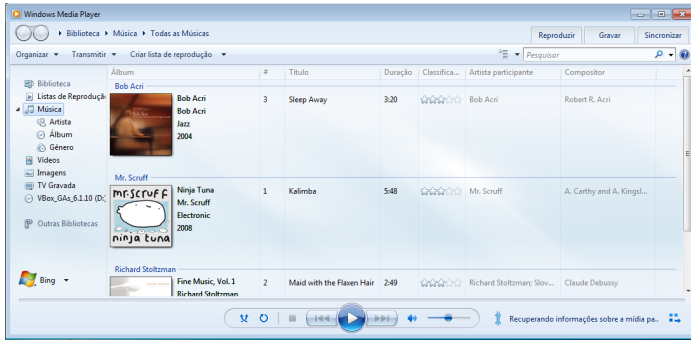 Windows Media Player
Biblioteca ▸ Música ▸ Todas as Músicas
Reproduzir Gravar Sincronizar
Organizar Transmitir Criar lista de reprodução
Pesquisar
Álbum # Título Duração Classifica... Artista participante Compositor
Biblioteca
Listas de Reproduçã
Música
Artista
Álbum
Gênero
Vídeos
Imagens
TV Gravada
VBox_GAs_6.1.10 (D:)
Outras Bibliotecas
Bing
Bob Acri
Bob Acri 3 Sleep Away 3:20 Bob Acri Robert R. Acri
Bob Acri
Jazz
2004
Mr. Scruff
mr.scruff
ninja tuna
Ninja Tuna 1 Kalimba 5:48 Mr. Scruff A. Carthy and A. Kingsl...
Mr. Scruff
Electronic
2008
Richard Stoltzman
Fine Music, Vol. 1 2 Maid with the Flaxen Hair 2:49 Richard Stoltzman; Slov... Claude Debussy
Richard Stoltzman
Recuperando informações sobre a mídia pa..